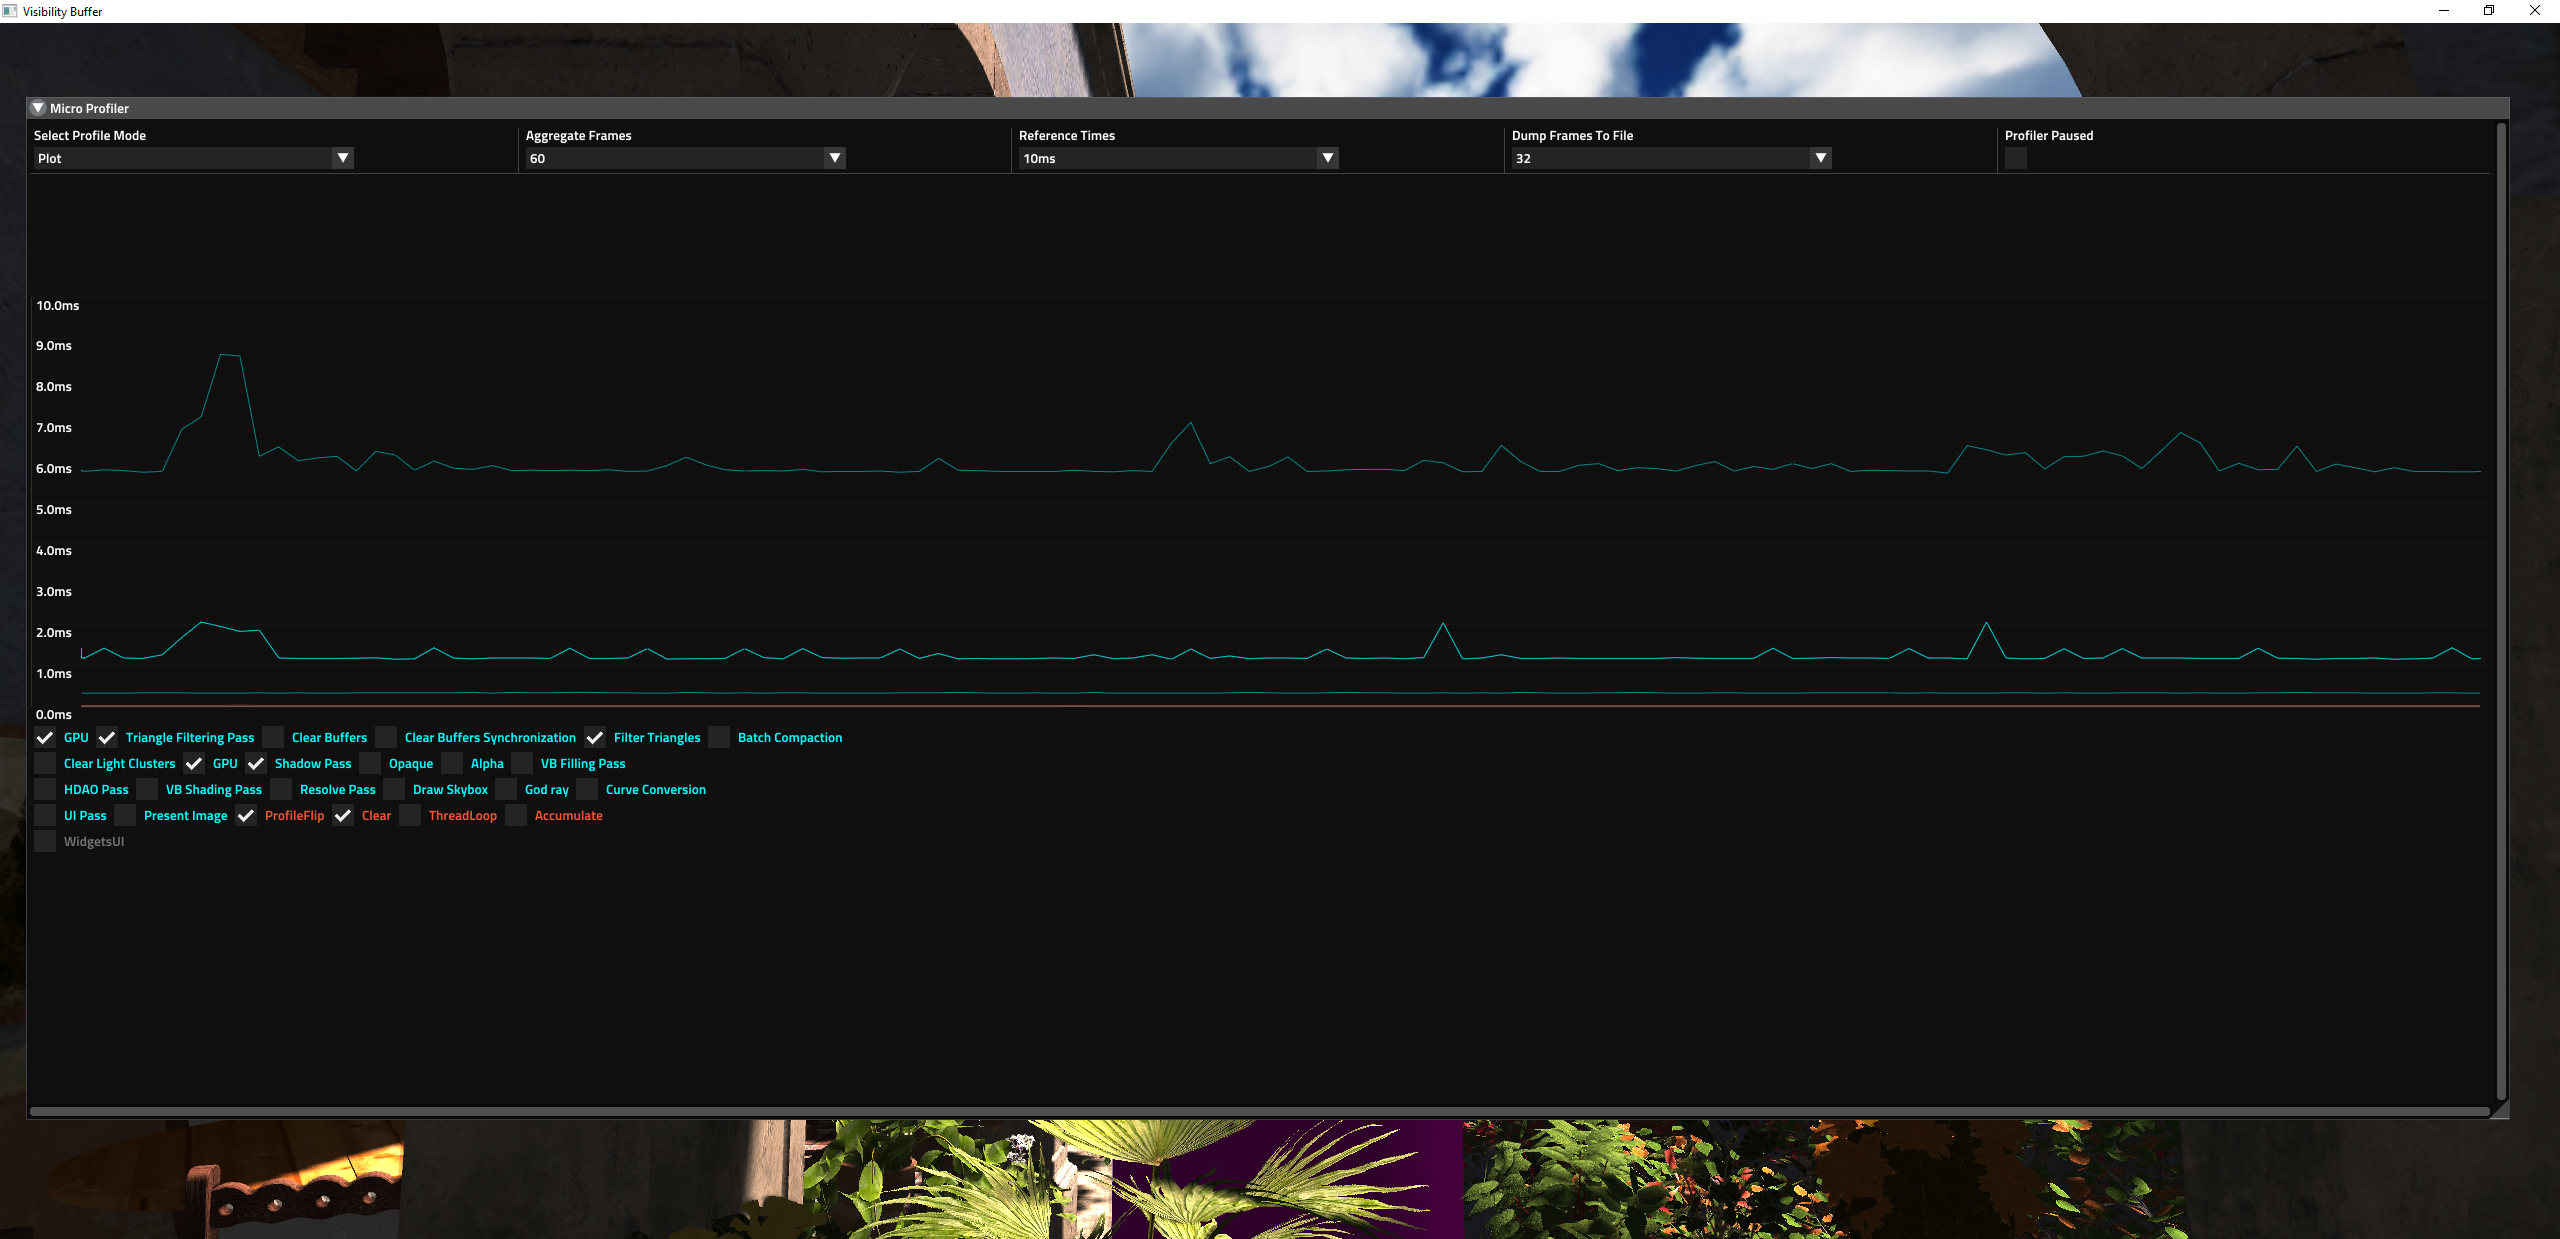 Visibility Buffer
Micro Profiler
Select Profile Mode Aggregate Frames Reference Times Dump Frames To File Profiler Paused
Plot 60 10ms 32
10.0ms
9.0ms
8.0ms
7.0ms
6.0ms
5.0ms
4.0ms
3.0ms
2.0ms
1.0ms
0.0ms
GPU Triangle Filtering Pass Clear Buffers Clear Buffers Synchronization Filter Triangles Batch Compaction
Clear Light Clusters GPU Shadow Pass Opaque Alpha VB Filling Pass
HDAO Pass VB Shading Pass Resolve Pass Draw Skybox God ray Curve Conversion
UI Pass Present Image ProfileFlip Clear ThreadLoop Accumulate
WidgetsUI